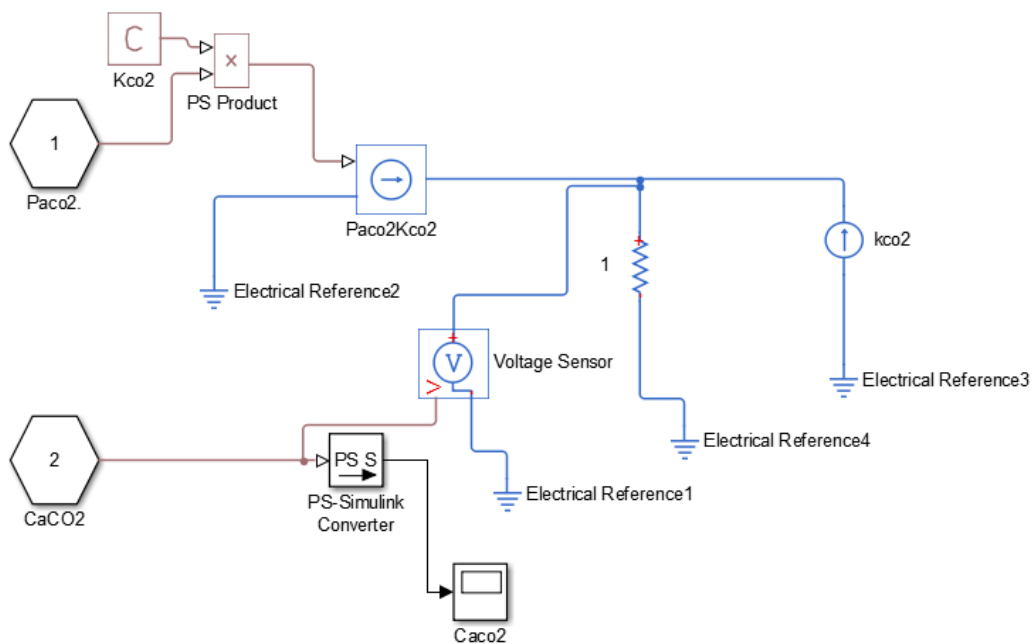 C
Kco2
×
PS Product
1
Paco2.
Paco2Kco2
kco2
1
Electrical Reference2
V
V
Voltage Sensor
Electrical Reference3
Electrical Reference4
2
CaCO2
PS S
PS-Simulink
Converter
Electrical Reference1
Caco2